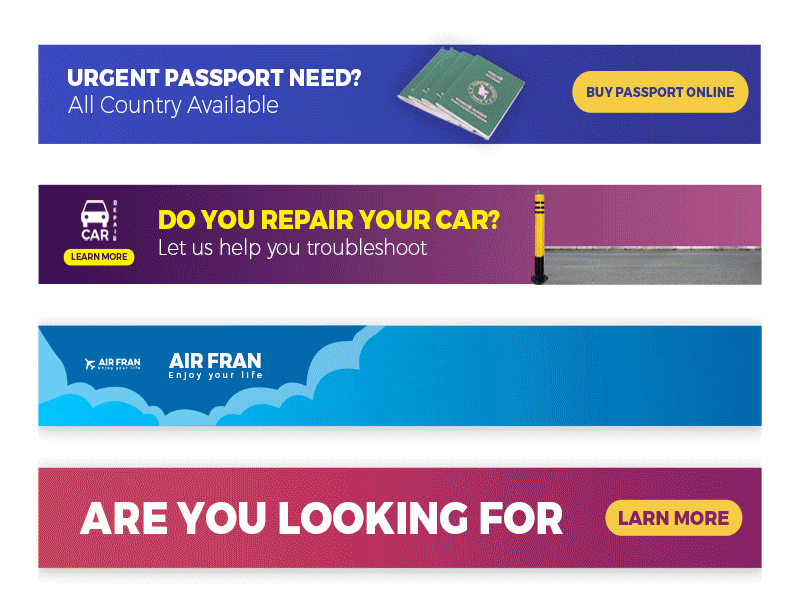 URGENT PASSPORT NEED?
All Country Available
BUY PASSPORT ONLINE
REPAIR
CAR
LEARN MORE
DO YOU REPAIR YOUR CAR?
Let us help you troubleshoot
AIR FRAN
Enjoy your life
AIR FRAN
Enjoy your life
ARE YOU LOOKING FOR
LARN MORE